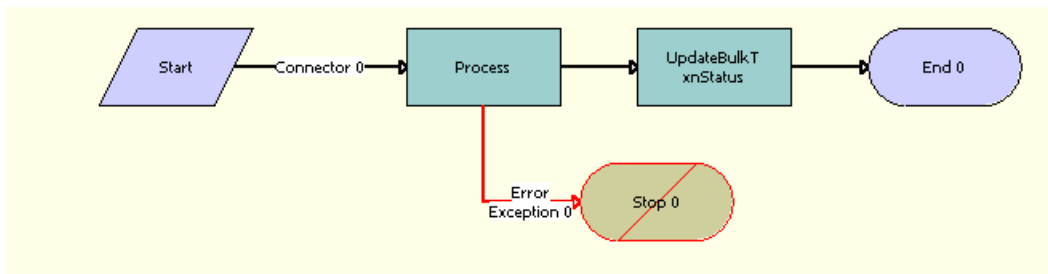 Start
Connector 0
Process
UpdateBulkT
xnStatus
End 0
Error
Exception 0
Stop 0